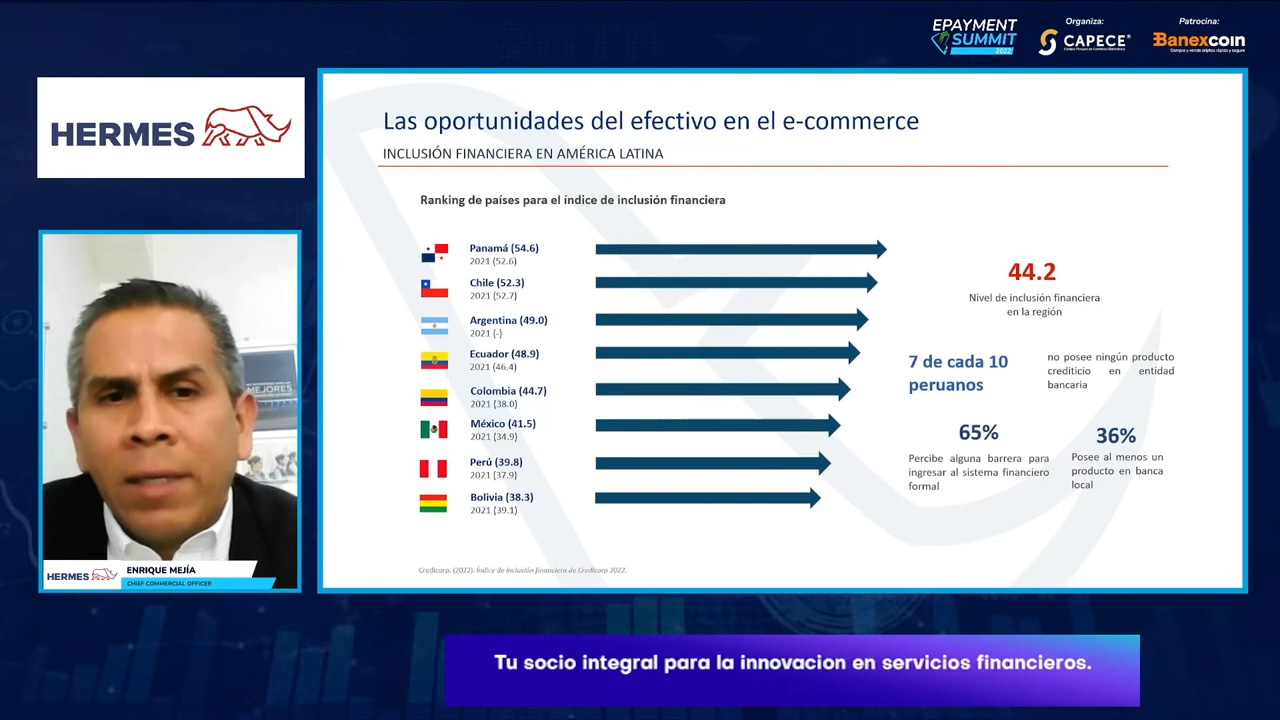 EPAYMENT
SUMMIT
2022
Organiza:
CAPECE
Patrocina:
Banexcoin
HERMES
Las oportunidades del efectivo en el e-commerce
INCLUSIÓN FINANCIERA EN AMÉRICA LATINA
Ranking de países para el índice de inclusión financiera
Panamá (54.6)
2021 (52.6)
Chile (52.3)
2021 (52.7)
Argentina (49.0)
2021 (-)
Ecuador (48.9)
2021 (46.4)
Colombia (44.7)
2021 (38.0)
México (41.5)
2021 (34.9)
Perú (39.8)
2021 (37.9)
Bolivia (38.3)
2021 (39.1)
44.2
Nivel de inclusión financiera
en la región
7 de cada 10
peruanos
no posee ningún producto
crediticio en entidad
bancaria
65%
Percibe alguna barrera para
ingresar al sistema financiero
formal
36%
Posee al menos un
producto en banca
local
Credicorp. (2022). Índice de Inclusión financiera de Credicorp 2022.
MEJORES
HERMES
ENRIQUE MEJÍA
CHIEF COMMERCIAL OFFICER
Tu socio integral para la innovacion en servicios financieros.